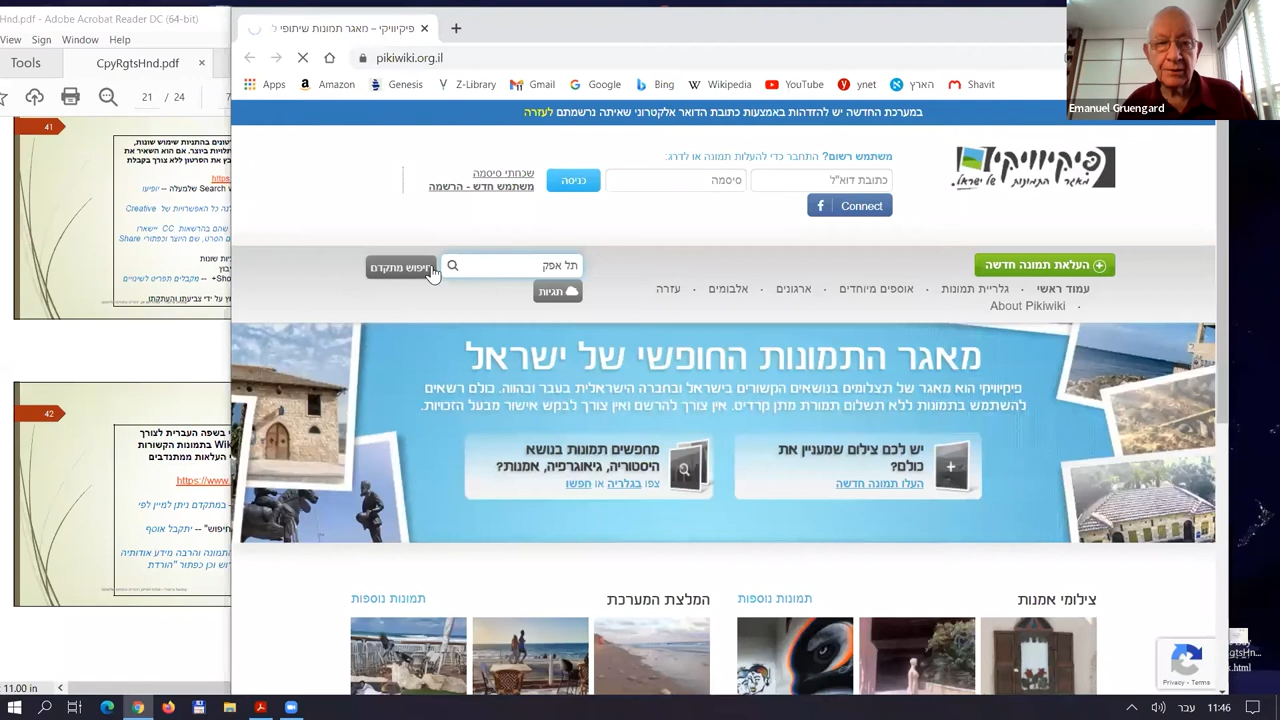 Hnd.pdf - Adobe Acrobat Reader DC (64-bit)
View Sign Window Help
Tools
CpyRgtsHnd.pdf
21 / 24
41
42
11.00 in
פיקיוויקי – מאגר תמונות שיתופי ל
pikiwiki.org.il
Apps
Amazon
Genesis
Z-Library
Gmail
Google
Bing
Wikipedia
YouTube
ynet
הארץ
Shavit
Emanuel Gruengard
במערכת החדשה יש להזדהות באמצעות כתובת הדואר אלקטרוני שאיתה נרשמתם לעזרה
משתמש רשום? התחבר כדי להעלות תמונה או לדרג:
כתובת דוא"ל
סיסמה
כניסה
שכחתי סיסמה
משתמש חדש - הרשמה
Connect
פיקיוויקי
מאגר התמונות של ישראל
העלאת תמונה חדשה
תל אפק
חיפוש מתקדם
תגיות
עמוד ראשי · גלריית תמונות · אוספים מיוחדים · ארגונים · אלבומים · עזרה
· About Pikiwiki
מאגר התמונות החופשי של ישראל
פיקיוויקי הוא מאגר של תצלומים בנושאים הקשורים בישראל ובחברה הישראלית בעבר ובהווה. כולם רשאים
להשתמש בתמונות ללא תשלום תמורת מתן קרדיט. אין צורך להרשם ואין צורך לבקש אישור מבעל הזכויות.
יש לכם צילום שמעניין את
כולם?
העלו תמונה חדשה
מחפשים תמונות בנושא
היסטוריה, גיאוגרפיה, אמנות?
צפו בגלריה או חפשו
צילומי אמנות
תמונות נוספות
המלצת המערכת
תמונות נוספות
Privacy - Terms
עבר
11:46